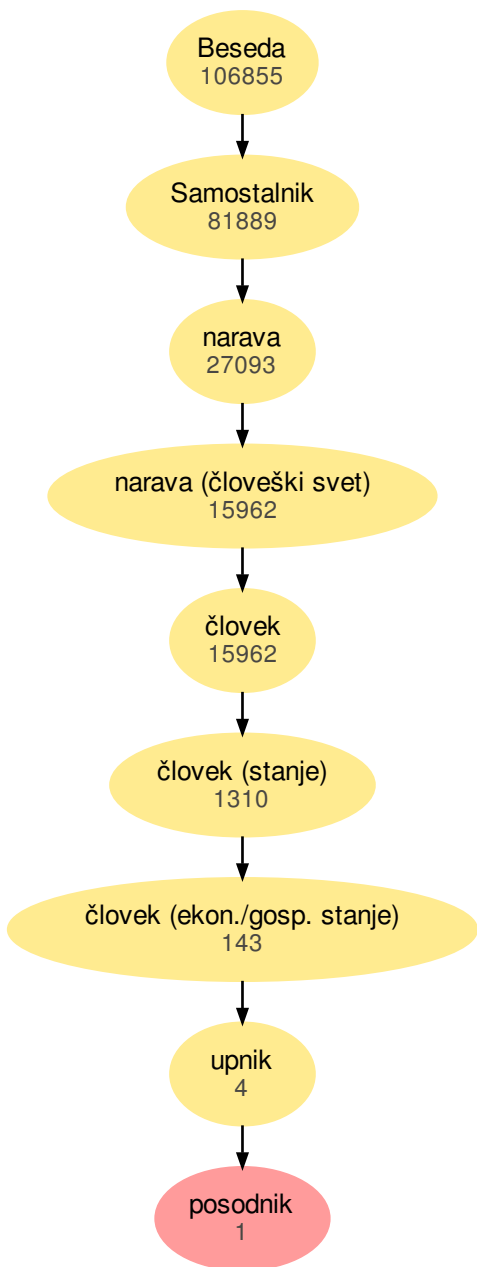 Beseda
106855
Samostalnik
81889
narava
27093
narava (človeški svet)
15962
človek
15962
človek (stanje)
1310
človek (ekon./gosp. stanje)
143
upnik
4
posodnik
1